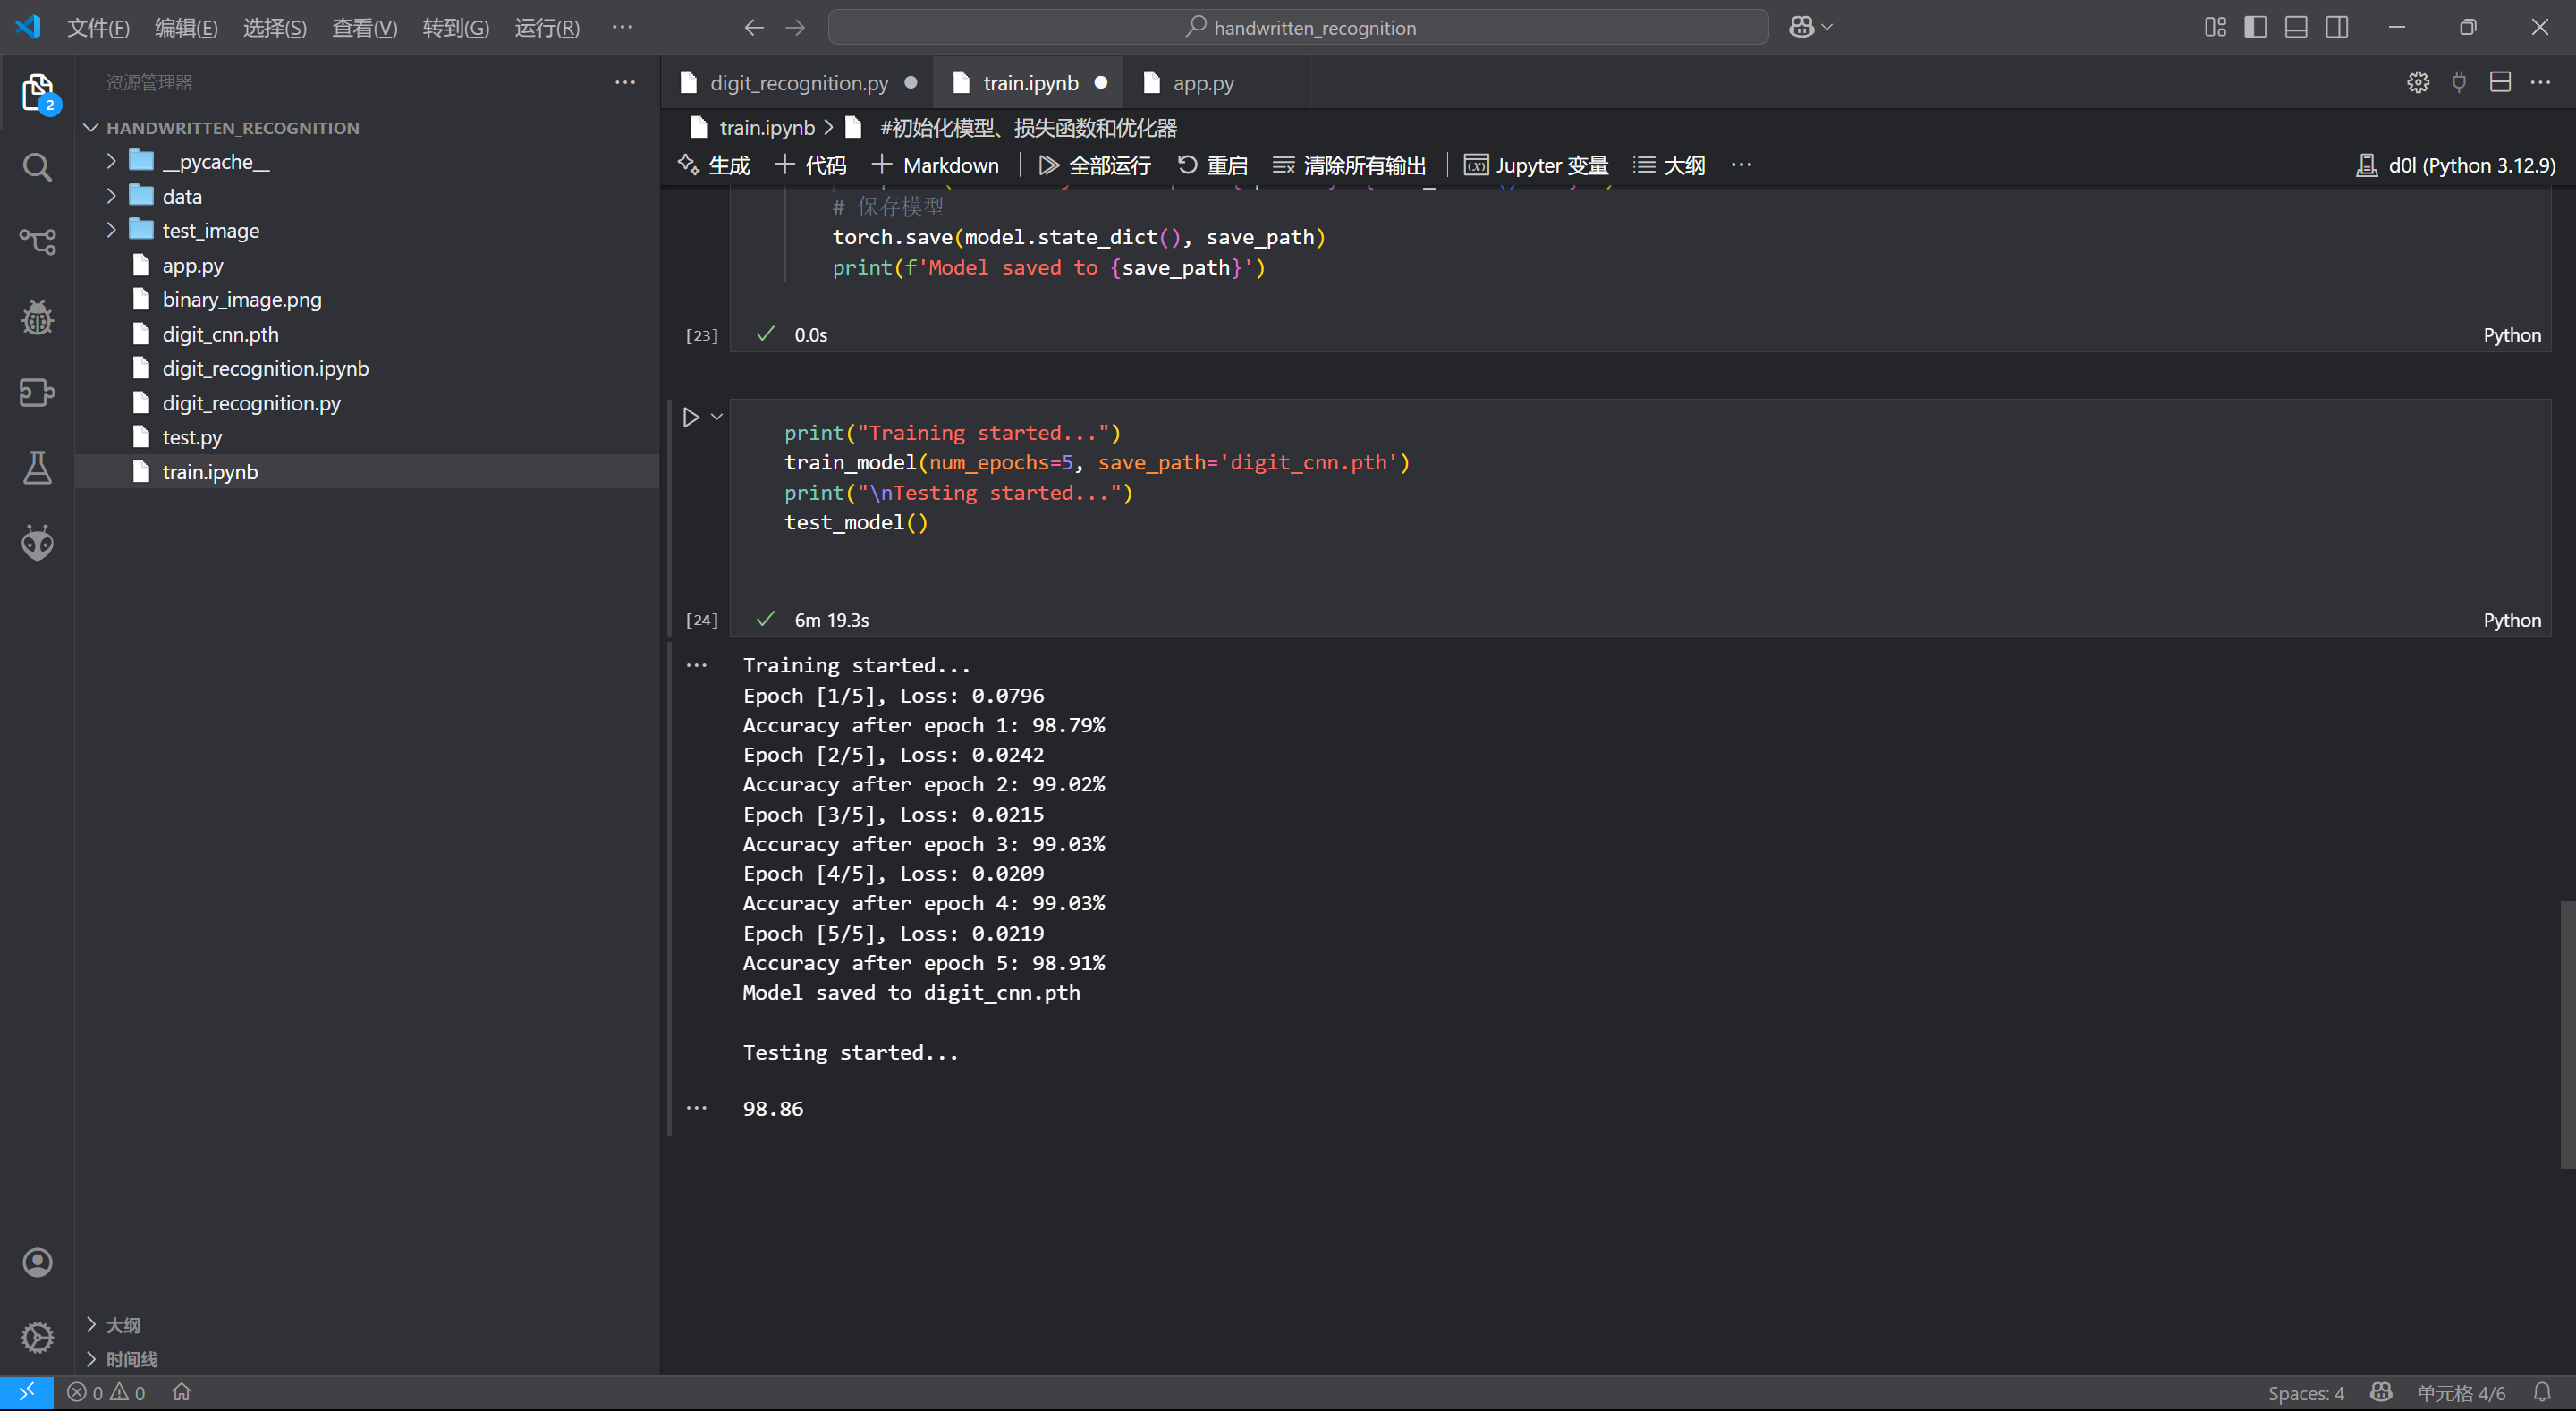 文件(F) 编辑(E) 选择(S) 查看(V) 转到(G) 运行(R) ··· handwritten_recognition
资源管理器
2
HANDWRITTEN_RECOGNITION
__pycache__
data
test_image
app.py
binary_image.png
digit_cnn.pth
digit_recognition.ipynb
digit_recognition.py
test.py
train.ipynb
大纲
时间线
digit_recognition.py train.ipynb app.py
train.ipynb > #初始化模型、损失函数和优化器
生成 + 代码 + Markdown 全部运行 重启 清除所有输出 Jupyter 变量 大纲 ··· d0l (Python 3.12.9)
# 保存模型
torch.save(model.state_dict(), save_path)
print(f'Model saved to {save_path}')
[23] 0.0s Python
print("Training started...")
train_model(num_epochs=5, save_path='digit_cnn.pth')
print("\nTesting started...")
test_model()
[24] 6m 19.3s Python
Training started...
Epoch [1/5], Loss: 0.0796
Accuracy after epoch 1: 98.79%
Epoch [2/5], Loss: 0.0242
Accuracy after epoch 2: 99.02%
Epoch [3/5], Loss: 0.0215
Accuracy after epoch 3: 99.03%
Epoch [4/5], Loss: 0.0209
Accuracy after epoch 4: 99.03%
Epoch [5/5], Loss: 0.0219
Accuracy after epoch 5: 98.91%
Model saved to digit_cnn.pth
Testing started...
98.86
0 0 Spaces: 4 单元格 4/6